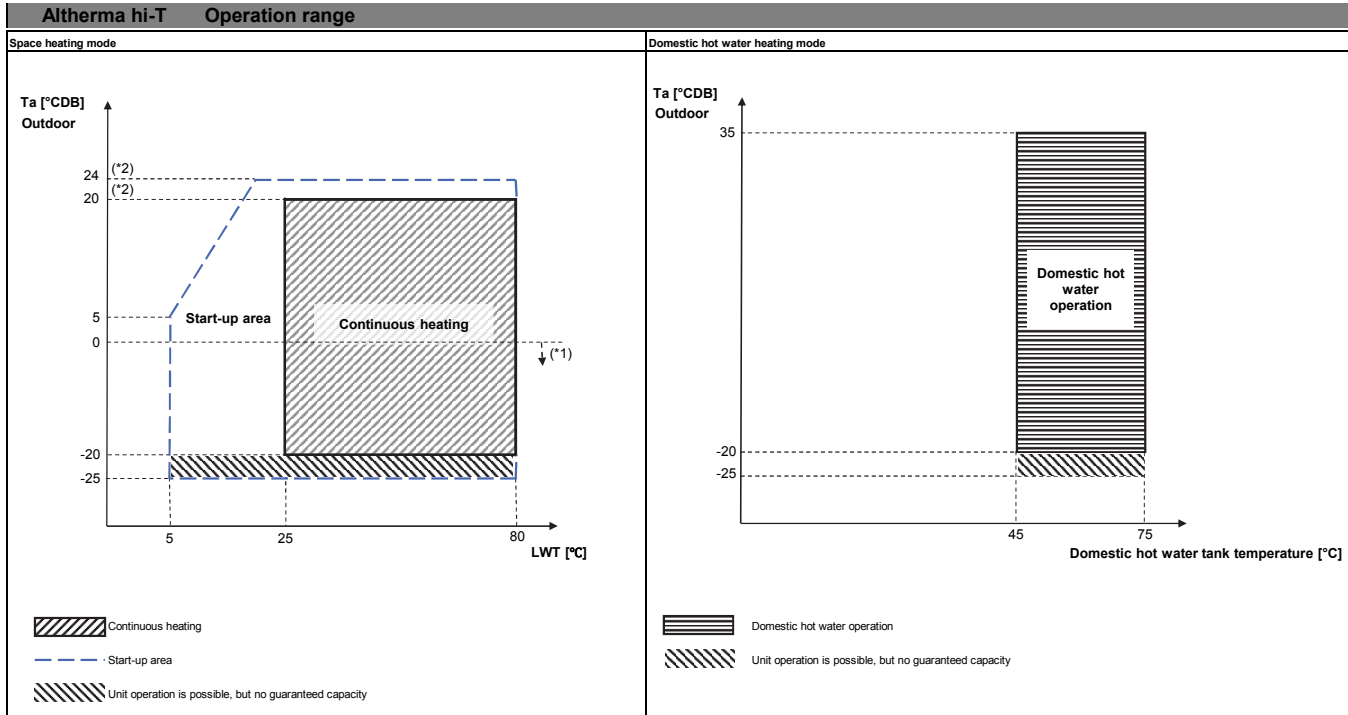 Altherma hi-T Operation range
Space heating mode
Ta [°CDB]
Outdoor
24 (*2)
(*2)
20
5
0
-20
-25
Start-up area
Continuous heating
(*1)
5 25 80
LWT [°C]
Continuous heating
Start-up area
Unit operation is possible, but no guaranteed capacity
Domestic hot water heating mode
Ta [°CDB]
Outdoor
35
-20
-25
Domestic hot
water
operation
45 75
Domestic hot water tank temperature [°C]
Domestic hot water operation
Unit operation is possible, but no guaranteed capacity